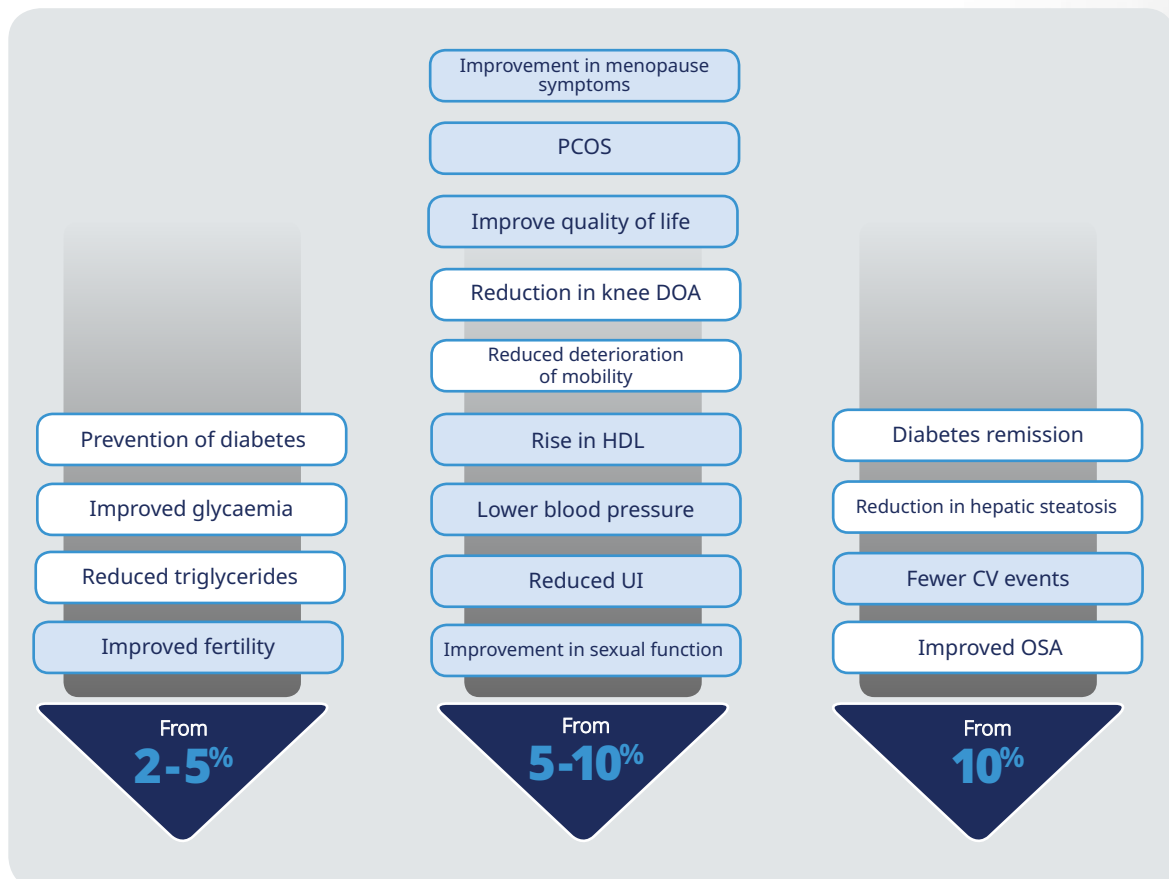 Prevention of diabetes
Improved glycaemia
Reduced triglycerides
Improved fertility
From
2-5%
Improvement in menopause
symptoms
PCOS
Improve quality of life
Reduction in knee DOA
Reduced deterioration
of mobility
Rise in HDL
Lower blood pressure
Reduced UI
Improvement in sexual function
From
5-10%
Diabetes remission
Reduction in hepatic steatosis
Fewer CV events
Improved OSA
From
10%